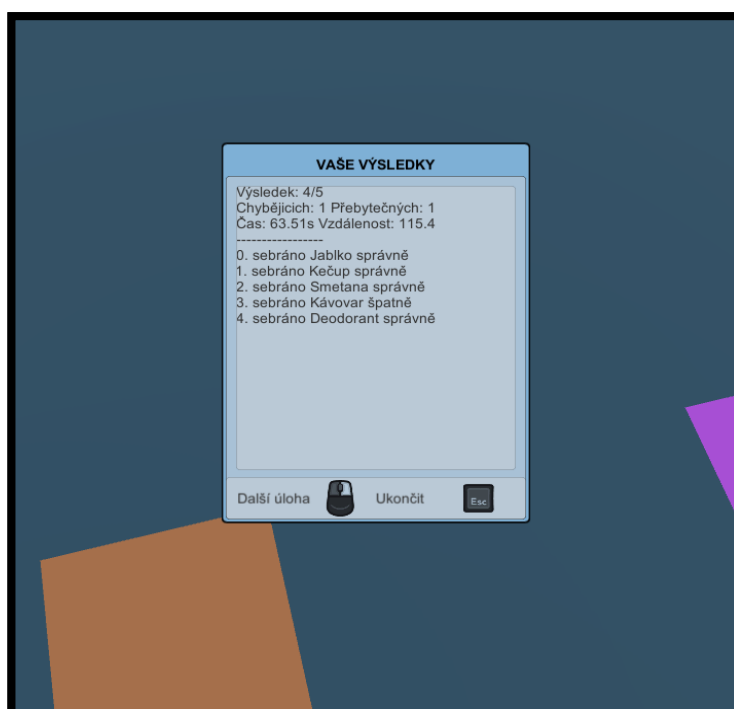 VAŠE VÝSLEDKY
Výsledek: 4/5
Chybějicich: 1 Přebytečných: 1
Čas: 63.51s Vzdálenost: 115.4
-----------------
0. sebráno Jablko správně
1. sebráno Kečup správně
2. sebráno Smetana správně
3. sebráno Kávovar špatně
4. sebráno Deodorant správně
Další úloha Ukončit Esc